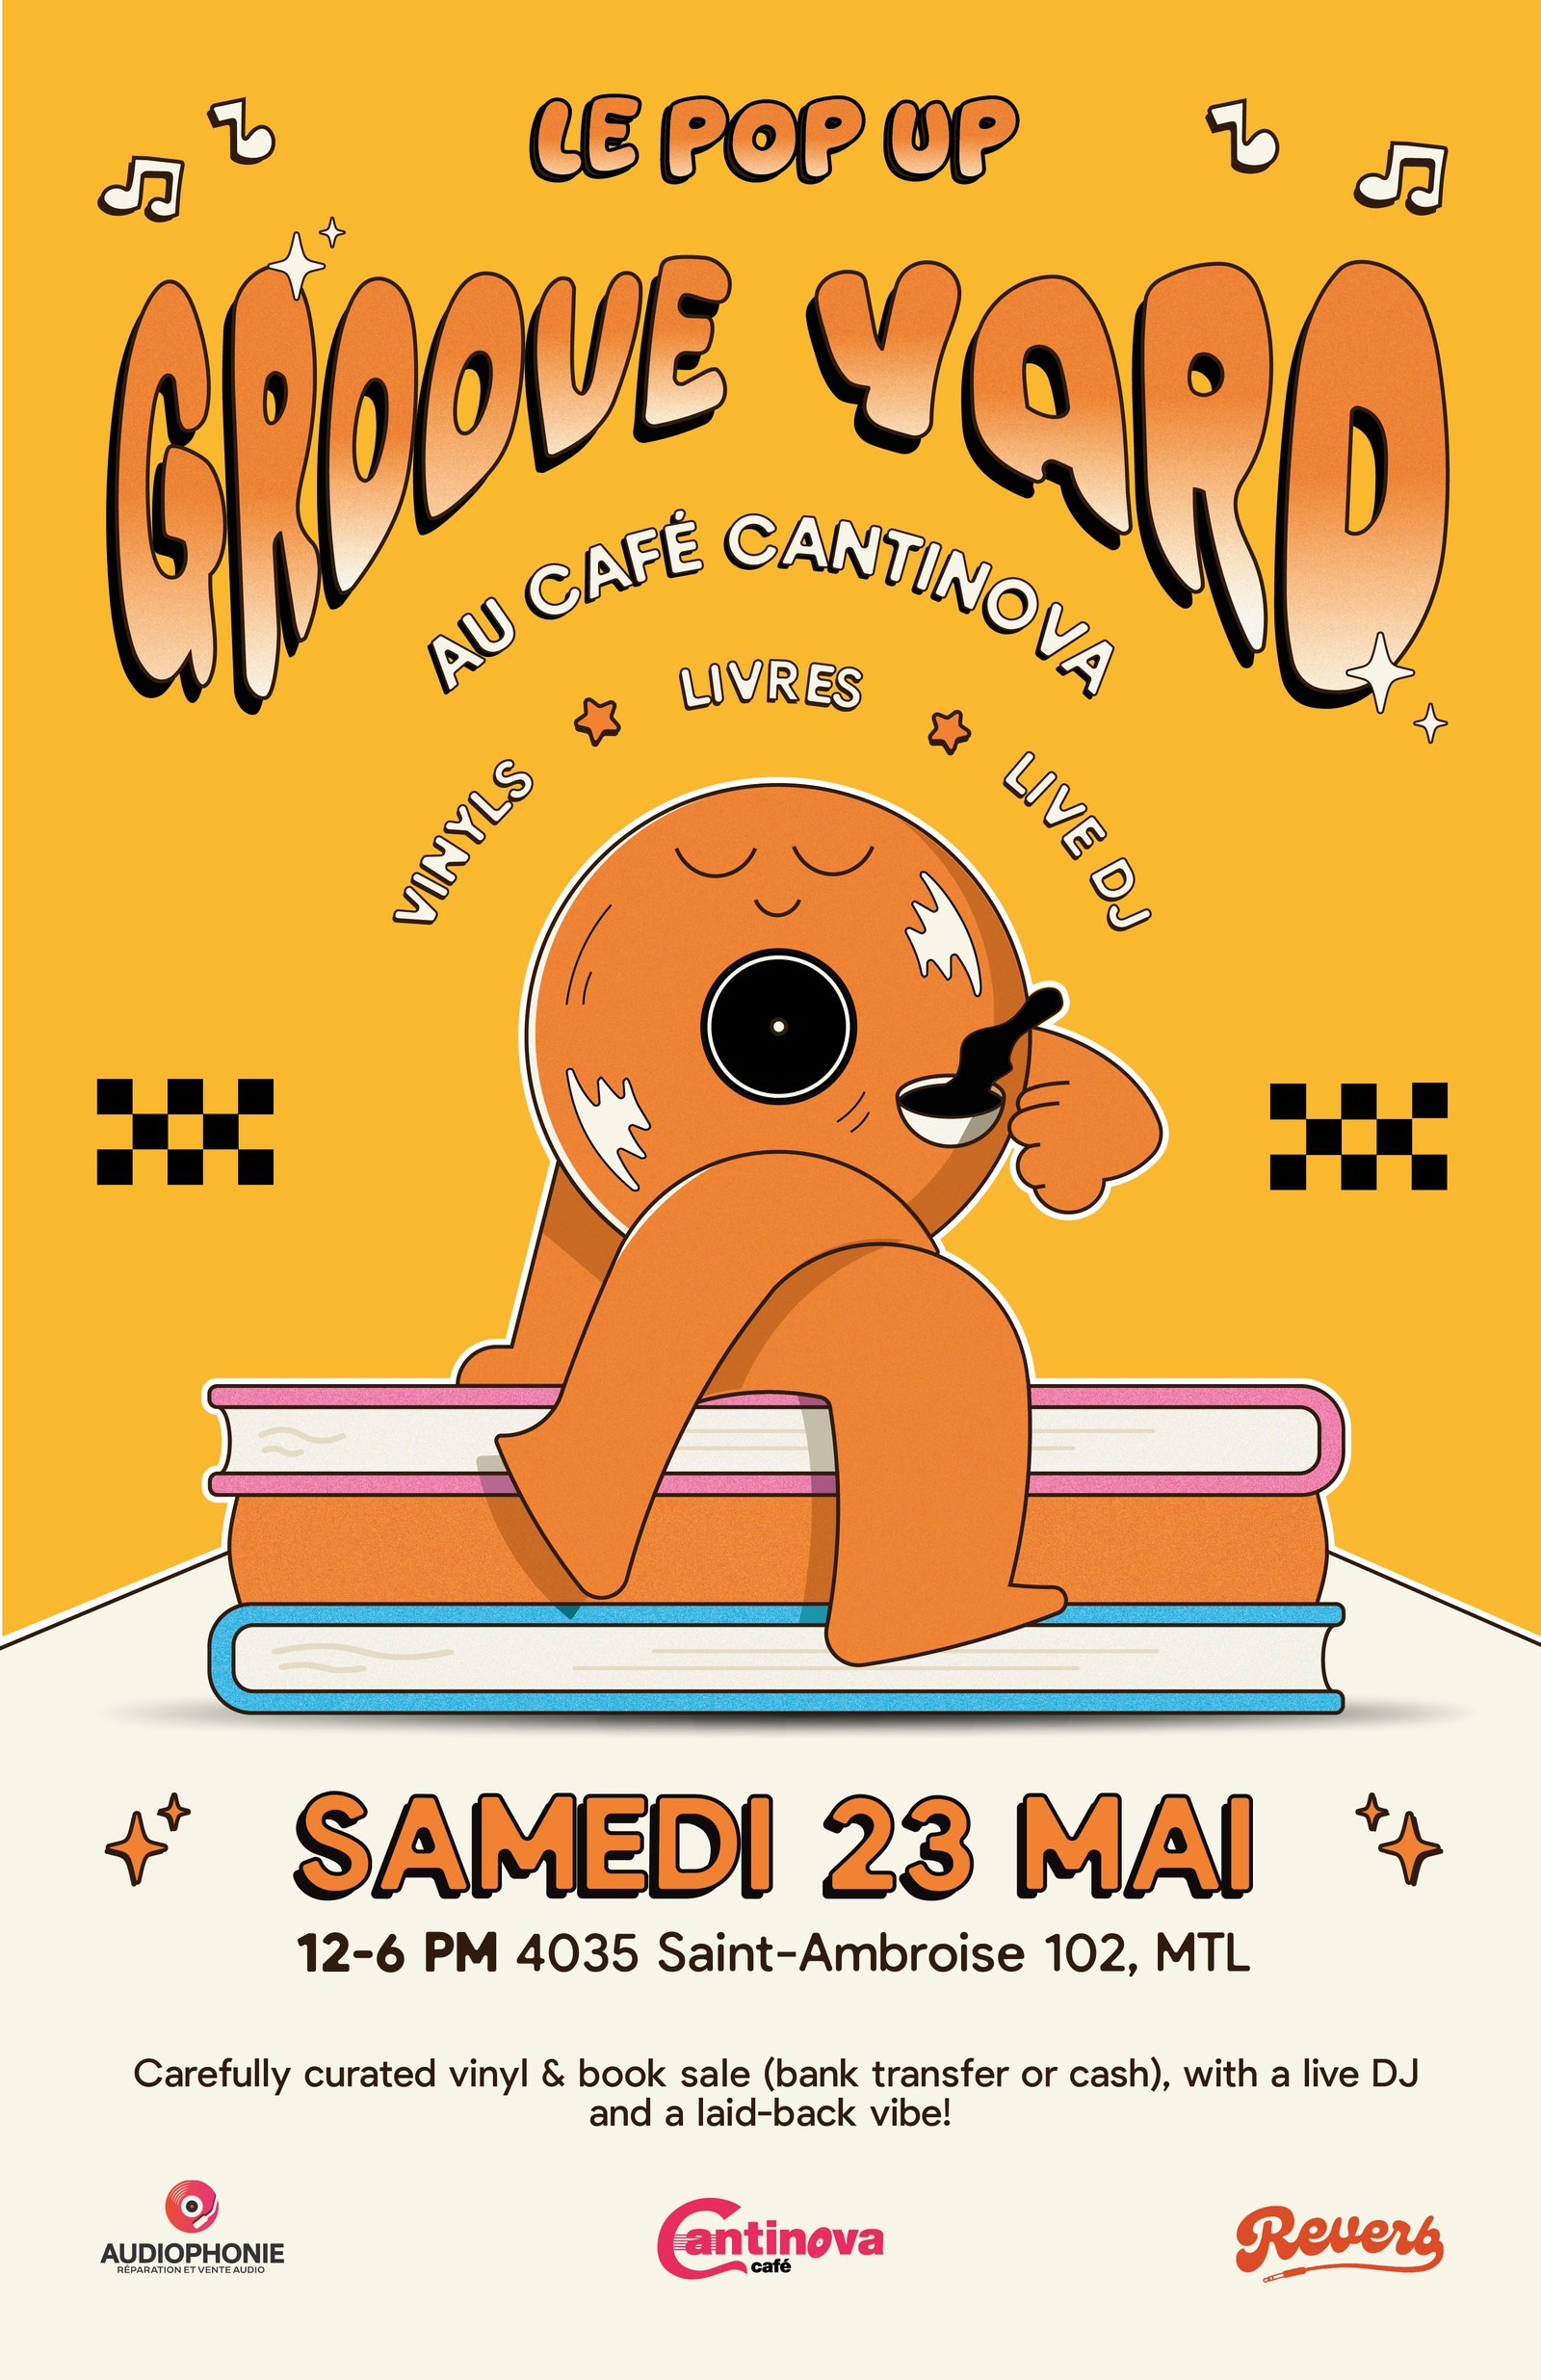 LE POP UP
GROOVE YARD
AU CAFÉ CANTINOVA
VINYLS LIVRES LIVE DJ
SAMEDI 23 MAI
12-6 PM 4035 Saint-Ambroise 102, MTL
Carefully curated vinyl & book sale (bank transfer or cash), with a live DJ
and a laid-back vibe!
AUDIOPHONIE
RÉPARATION ET VENTE AUDIO
Cantinova
café
Reverb